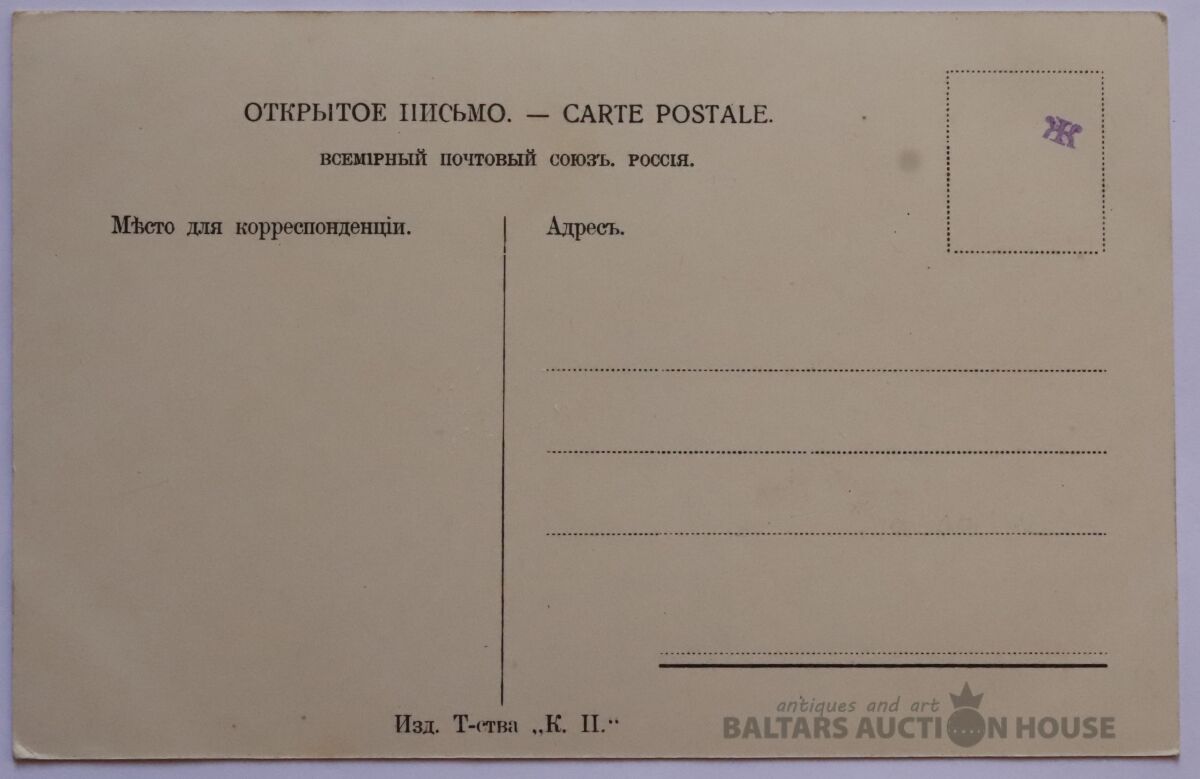 ОТКРЫТОЕ ПИСЬМО. — CARTE POSTALE.
ВСЕМІРНЫЙ ПОЧТОВЫЙ СОЮЗЪ. РОССІЯ.
Мѣсто для корреспонденціи.
Адресъ.
Ж
Изд. Т-ства „К. П.“
antiques and art
BALTARS AUCTION HOUSE